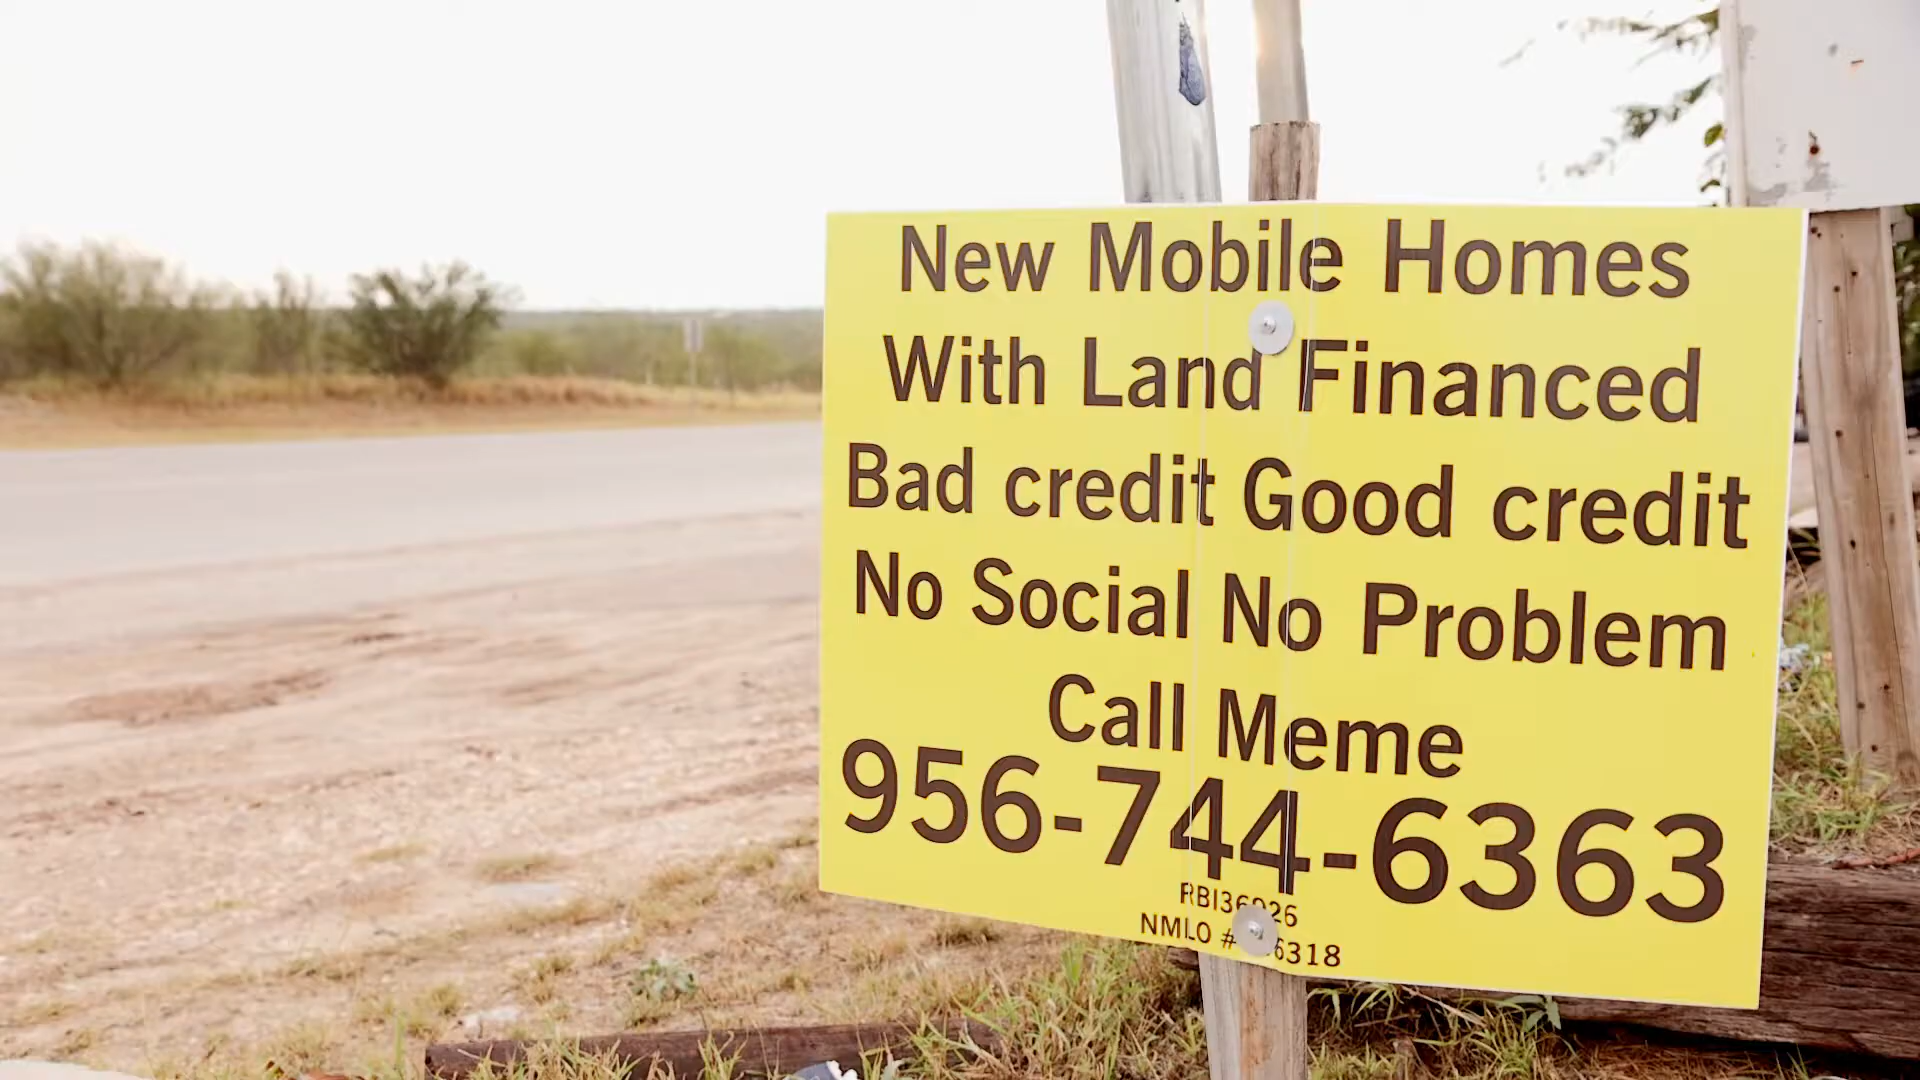 New Mobile Homes
With Land Financed
Bad credit Good credit
No Social No Problem
Call Meme
956-744-6363
NMLO #